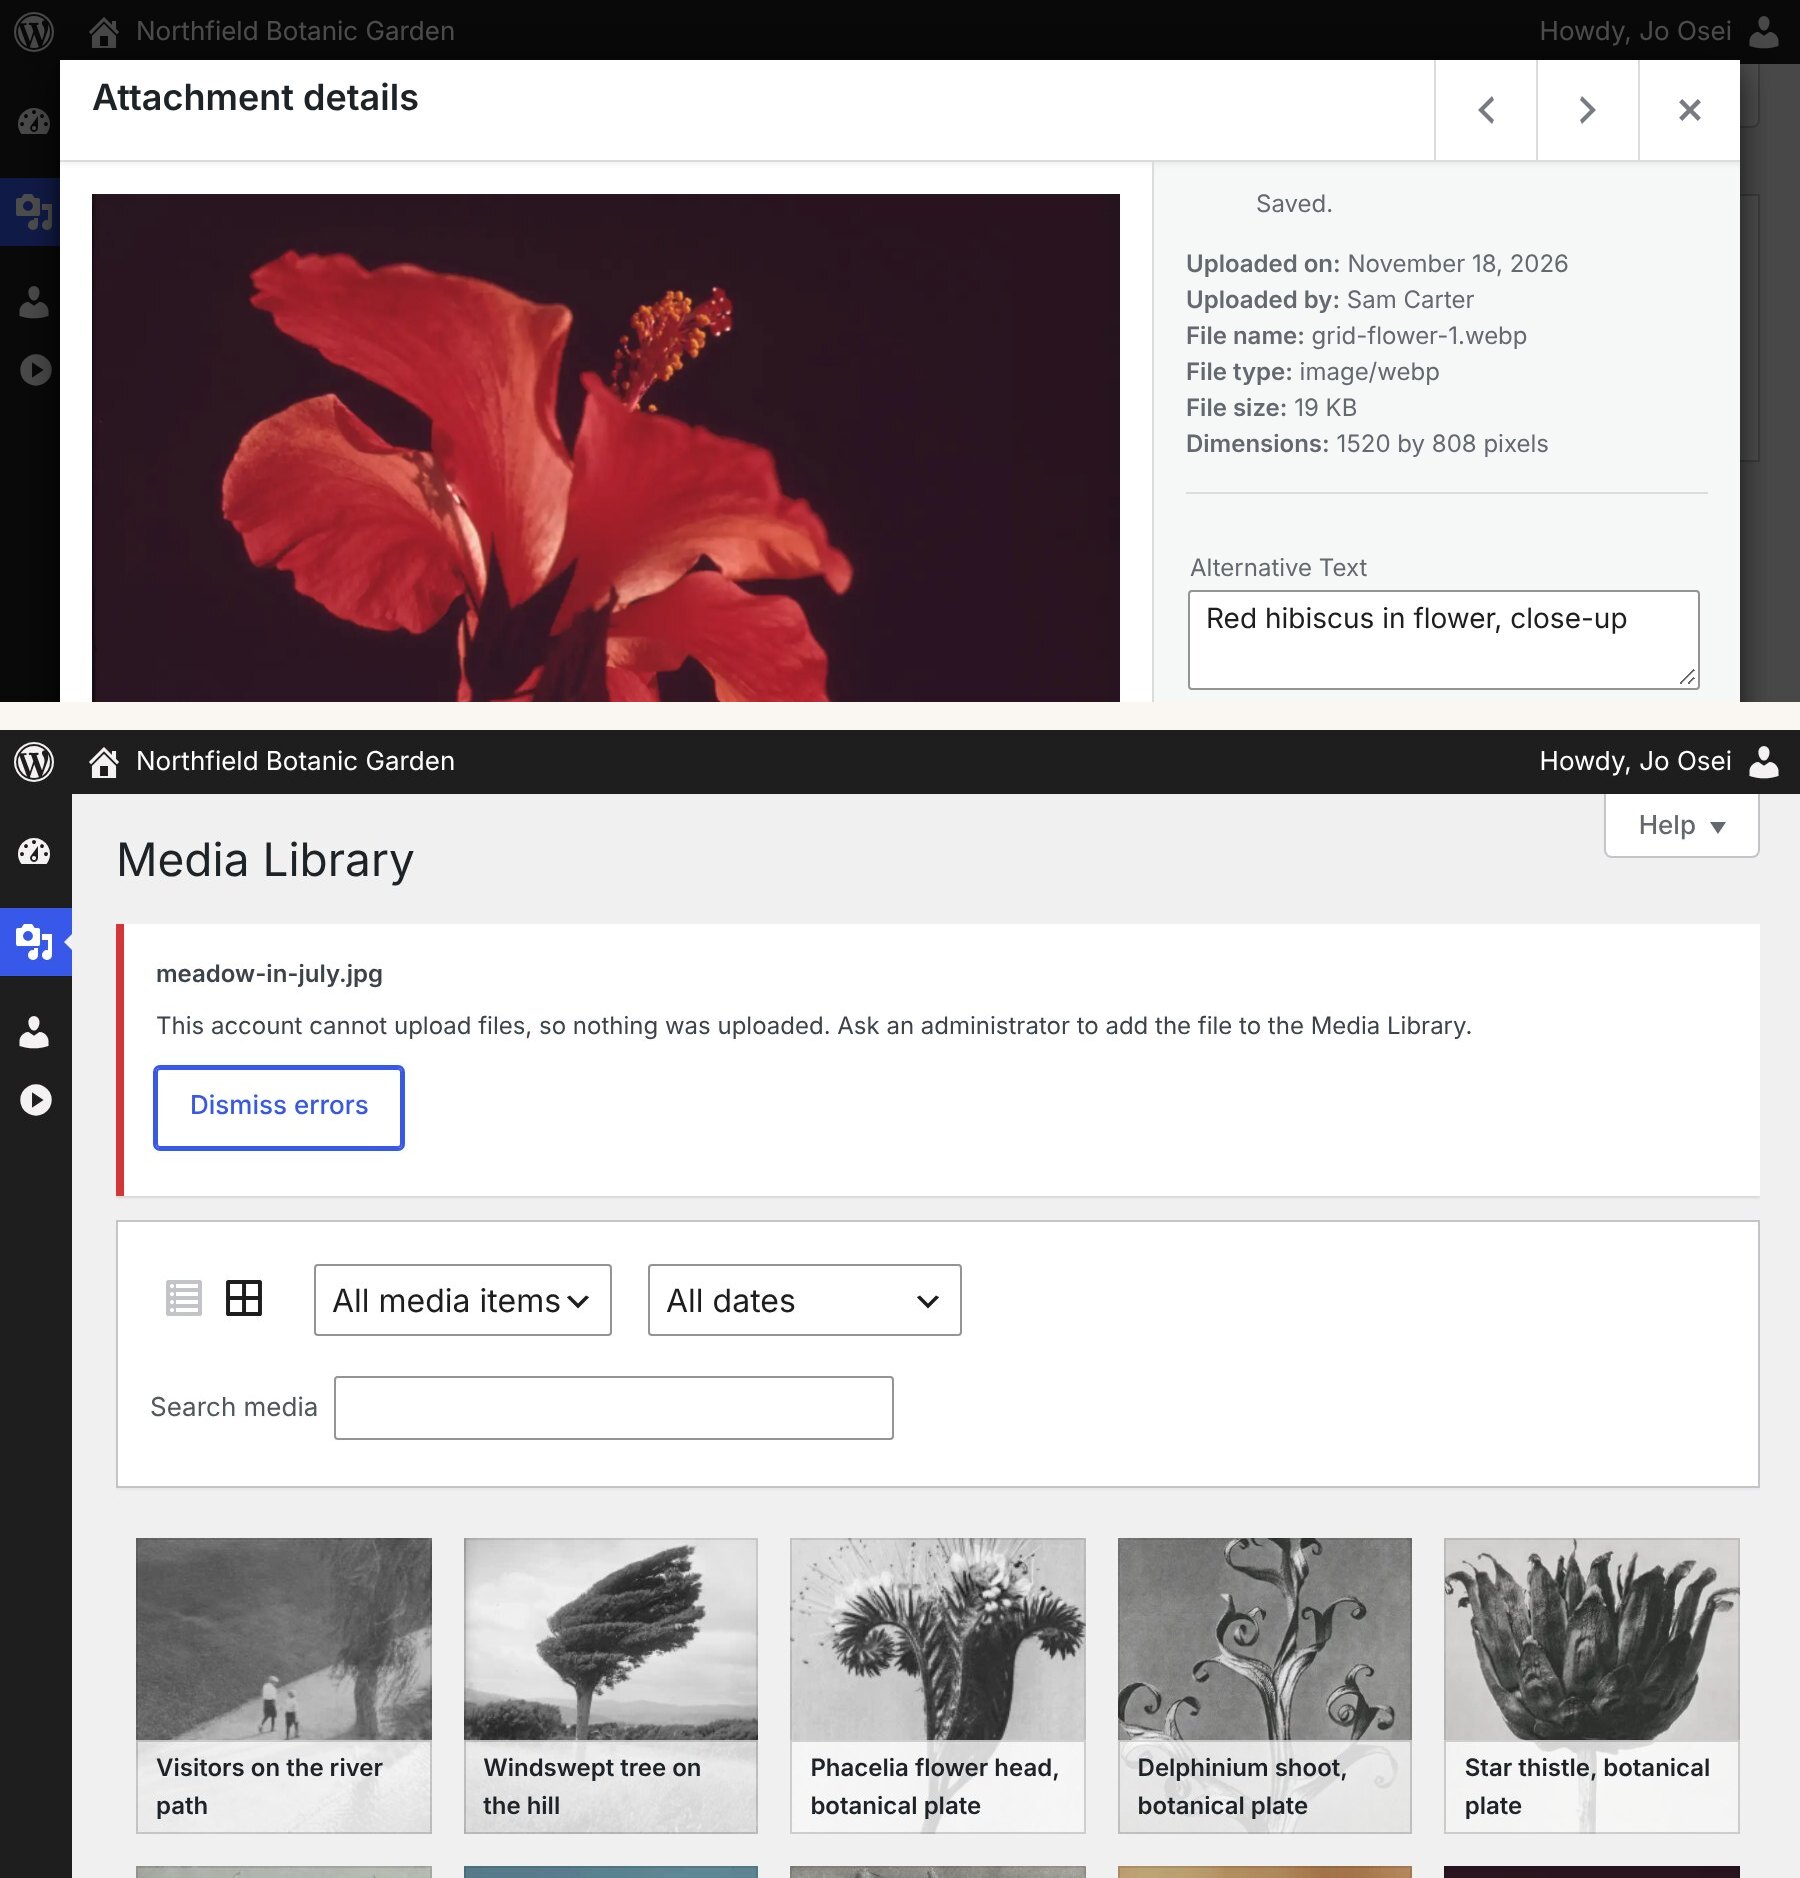 Northfield Botanic Garden
Howdy, Jo Osei
Attachment details
Saved.
Uploaded on: November 18, 2026
Uploaded by: Sam Carter
File name: grid-flower-1.webp
File type: image/webp
File size: 19 KB
Dimensions: 1520 by 808 pixels
Alternative Text
Red hibiscus in flower, close-up
Northfield Botanic Garden
Howdy, Jo Osei
Help
Media Library
meadow-in-july.jpg
This account cannot upload files, so nothing was uploaded. Ask an administrator to add the file to the Media Library.
Dismiss errors
All media items
All dates
Search media
Visitors on the river
path
Windswept tree on
the hill
Phacelia flower head,
botanical plate
Delphinium shoot,
botanical plate
Star thistle, botanical
plate